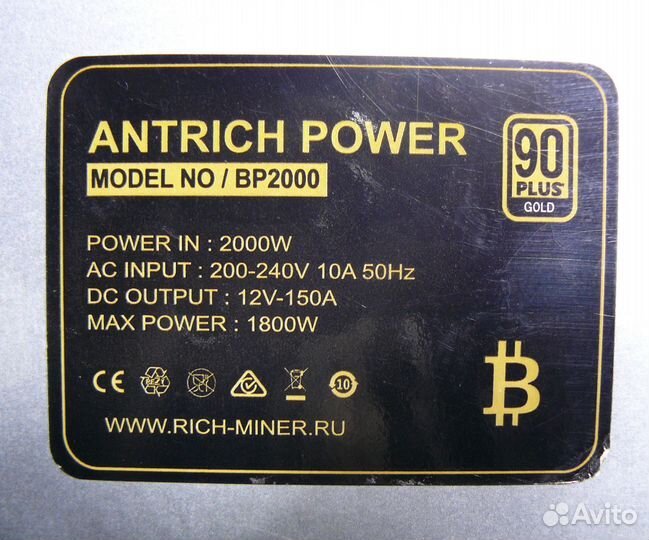 ANTRICH POWER
MODEL NO / BP2000
90
PLUS
GOLD
POWER IN : 2000W
AC INPUT : 200-240V 10A 50Hz
DC OUTPUT : 12V-150A
MAX POWER : 1800W
CE
10
WWW.RICH-MINER.RU
Avito